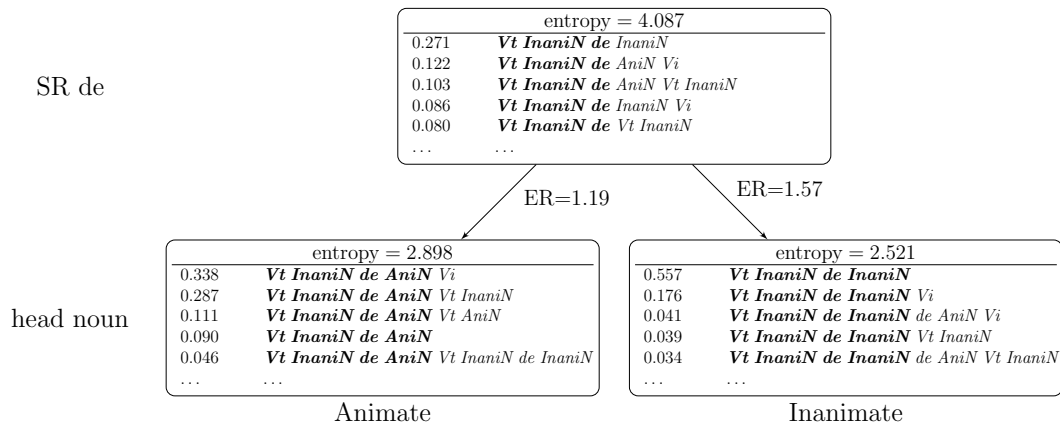 entropy = 4.087
0.271 Vt InaniN de InaniN
0.122 Vt InaniN de AniN Vi
0.103 Vt InaniN de AniN Vt InaniN
0.086 Vt InaniN de InaniN Vi
0.080 Vt InaniN de Vt InaniN
. . . . . .
SR de
ER=1.19
ER=1.57
entropy = 2.898
0.338 Vt InaniN de AniN Vi
0.287 Vt InaniN de AniN Vt InaniN
0.111 Vt InaniN de AniN Vt AniN
0.090 Vt InaniN de AniN
0.046 Vt InaniN de AniN Vt InaniN de InaniN
. . . . . .
entropy = 2.521
0.557 Vt InaniN de InaniN
0.176 Vt InaniN de InaniN Vi
0.041 Vt InaniN de InaniN de AniN Vi
0.039 Vt InaniN de InaniN Vt InaniN
0.034 Vt InaniN de InaniN de AniN Vt InaniN
. . . . . .
head noun
Animate
Inanimate